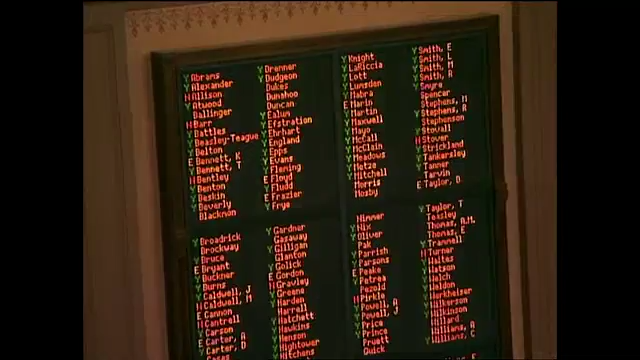 Y Abrams
Y Alexander
N Allison
Y Atwood
Ballinger
N Barr
Y Battles
Y Beasley-Teague
Y Belton
E Bennett, K
Y Bennett, T
N Bentley
Y Benton
Y Beskin
Y Beverly
Blackmon
Y Drenner
Y Dudgeon
Dukes
Dunahoo
Duncan
Y Ealum
Y Efstration
Y Ehrhart
Y England
Y Epps
Y Evans
Y Fleming
E Floyd
Y Fludd
E Frazier
Y Frye
Y Knight
Y LaRiccia
Y Lott
Y Lumsden
Y Mabra
E Marin
Y Martin
Y Maxwell
Y Mayo
Y McCall
Y McClain
Y Meadows
Y Metze
Y Mitchell
Morris
Mosby
Y Smith, E
Y Smith, L
Y Smith, M
Y Smith, R
Y Smyre
Spencer
Stephens, M
Y Stephens, R
Stephenson
Y Stovall
N Stover
Y Strickland
Y Tankersley
Y Tanner
Tarvin
E Taylor, D
Y Broadrick
Brockway
Y Bruce
E Bryant
Y Buckner
Y Burns
Y Caldwell, J
N Caldwell, M
E Cannon
N Cantrell
Y Carson
E Carter, A
Y Carter, D
Y Gardner
Gasaway
Y Gilligan
Glanton
Y Golick
E Gordon
N Gravley
Y Greene
Y Harden
Harrell
Y Hatchett
Y Hawkins
Y Henson
Y Hightower
Hitchens
Nimmer
Y Nix
Y Oliver
Pak
Y Parrish
Y Parsons
E Peake
Y Petrea
Pezold
N Pirkle
Y Powell, A
Y Powell, J
Y Price
Y Prince
Pruett
Quick
Y Taylor, T
Teasley
Thomas, A.M.
Thomas, E
Y Trammell
N Turner
Y Waites
Y Watson
Y Welch
Y Weldon
Y Werkheiser
Y Wilkerson
Y Wilkinson
Willard
Williams, A
Y Williams, C